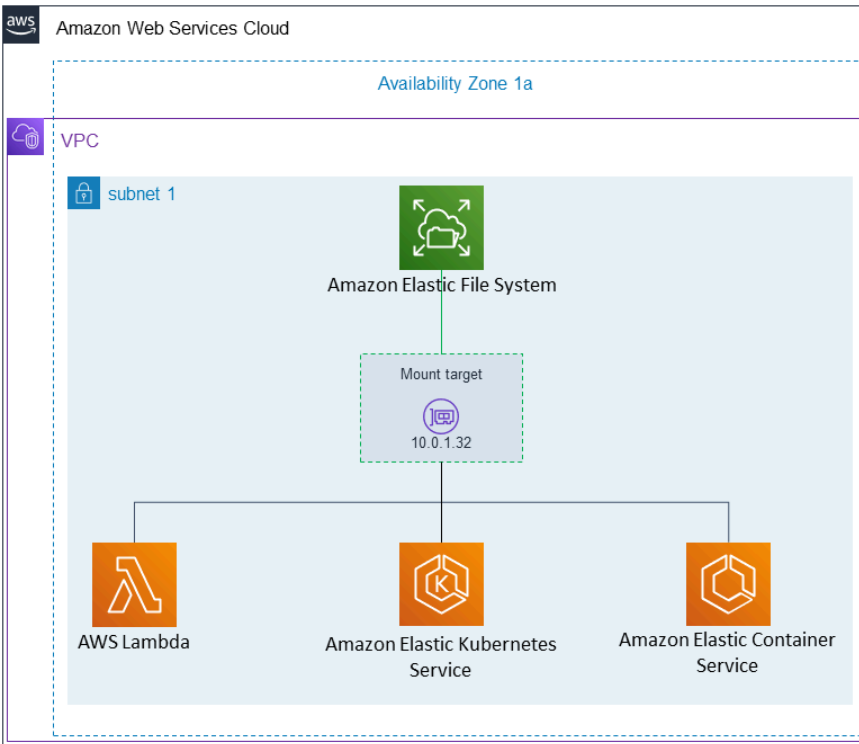 aws
Amazon Web Services Cloud
Availability Zone 1a
VPC
subnet 1
Amazon Elastic File System
Mount target
10.0.1.32
AWS Lambda
Amazon Elastic Kubernetes
Service
Amazon Elastic Container
Service
K